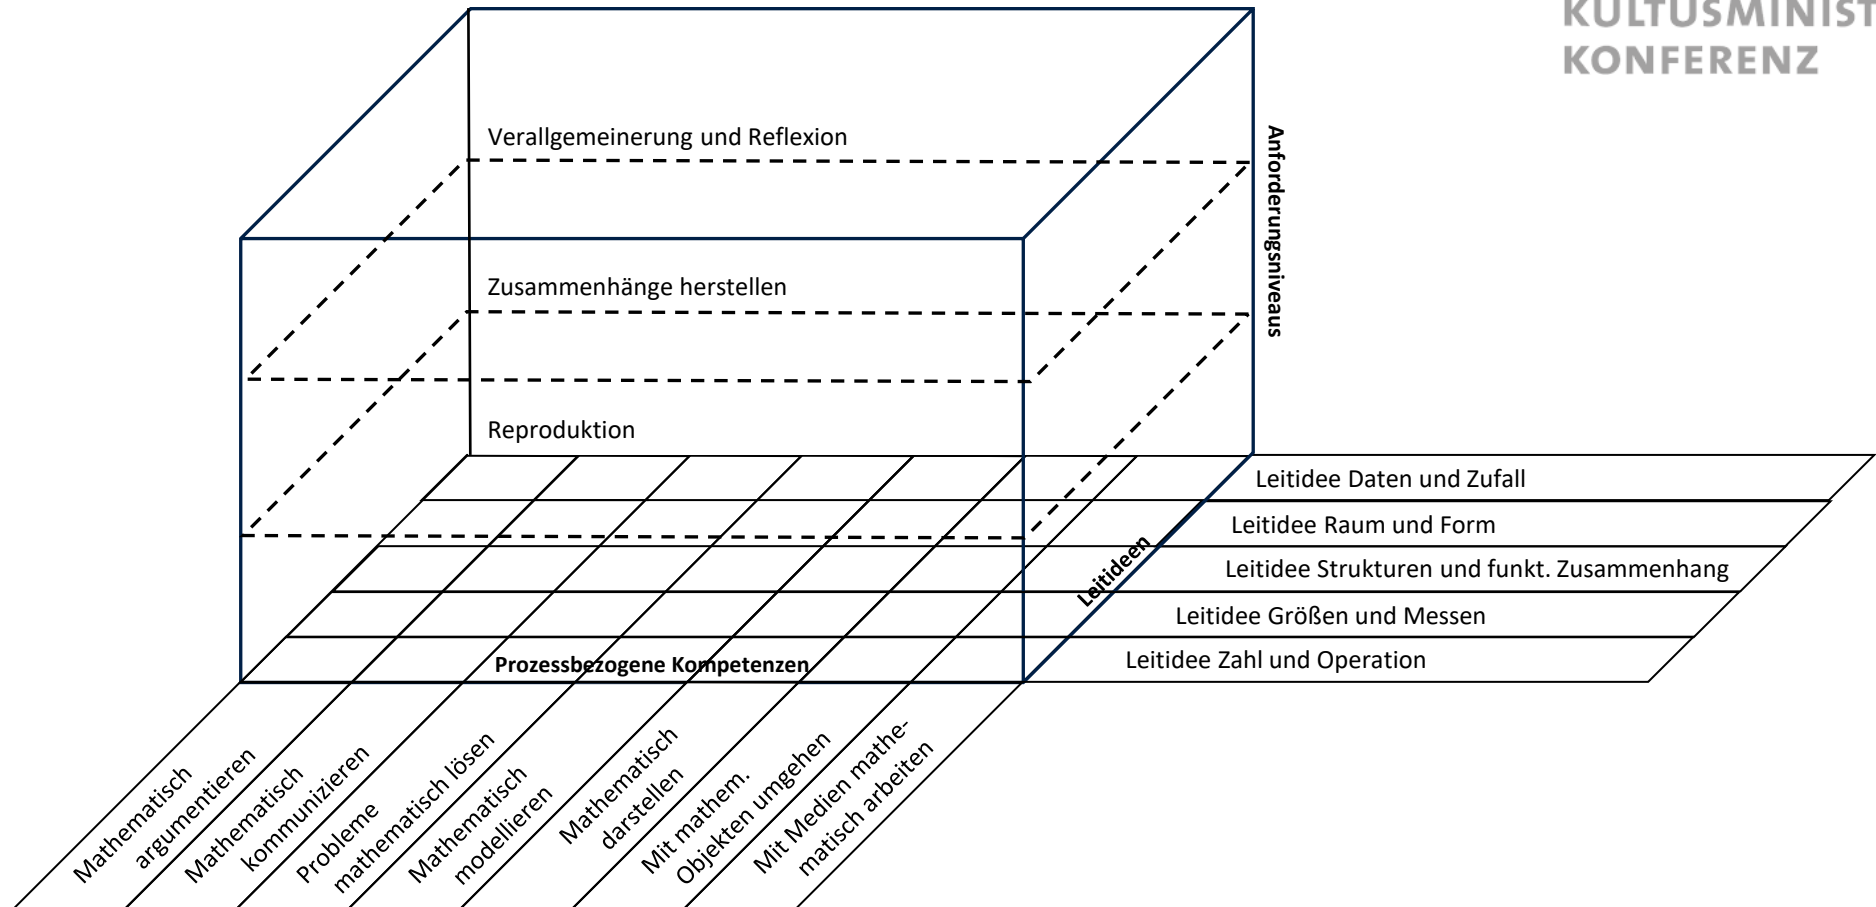 KULTUSMINIST
KONFERENZ
Verallgemeinerung und Reflexion
Anforderungsniveaus
Zusammenhänge herstellen
Reproduktion
Leitidee Daten und Zufall
Leitidee Raum und Form
Leitideen
Leitidee Strukturen und funkt. Zusammenhang
Leitidee Größen und Messen
Leitidee Zahl und Operation
Prozessbezogene Kompetenzen
Mathematisch
argumentieren
Mathematisch
kommunizieren
Probleme
mathematisch lösen
Mathematisch
modellieren
Mathematisch
darstellen
Mit mathem.
Objekten umgehen
Mit Medien mathe-
matisch arbeiten